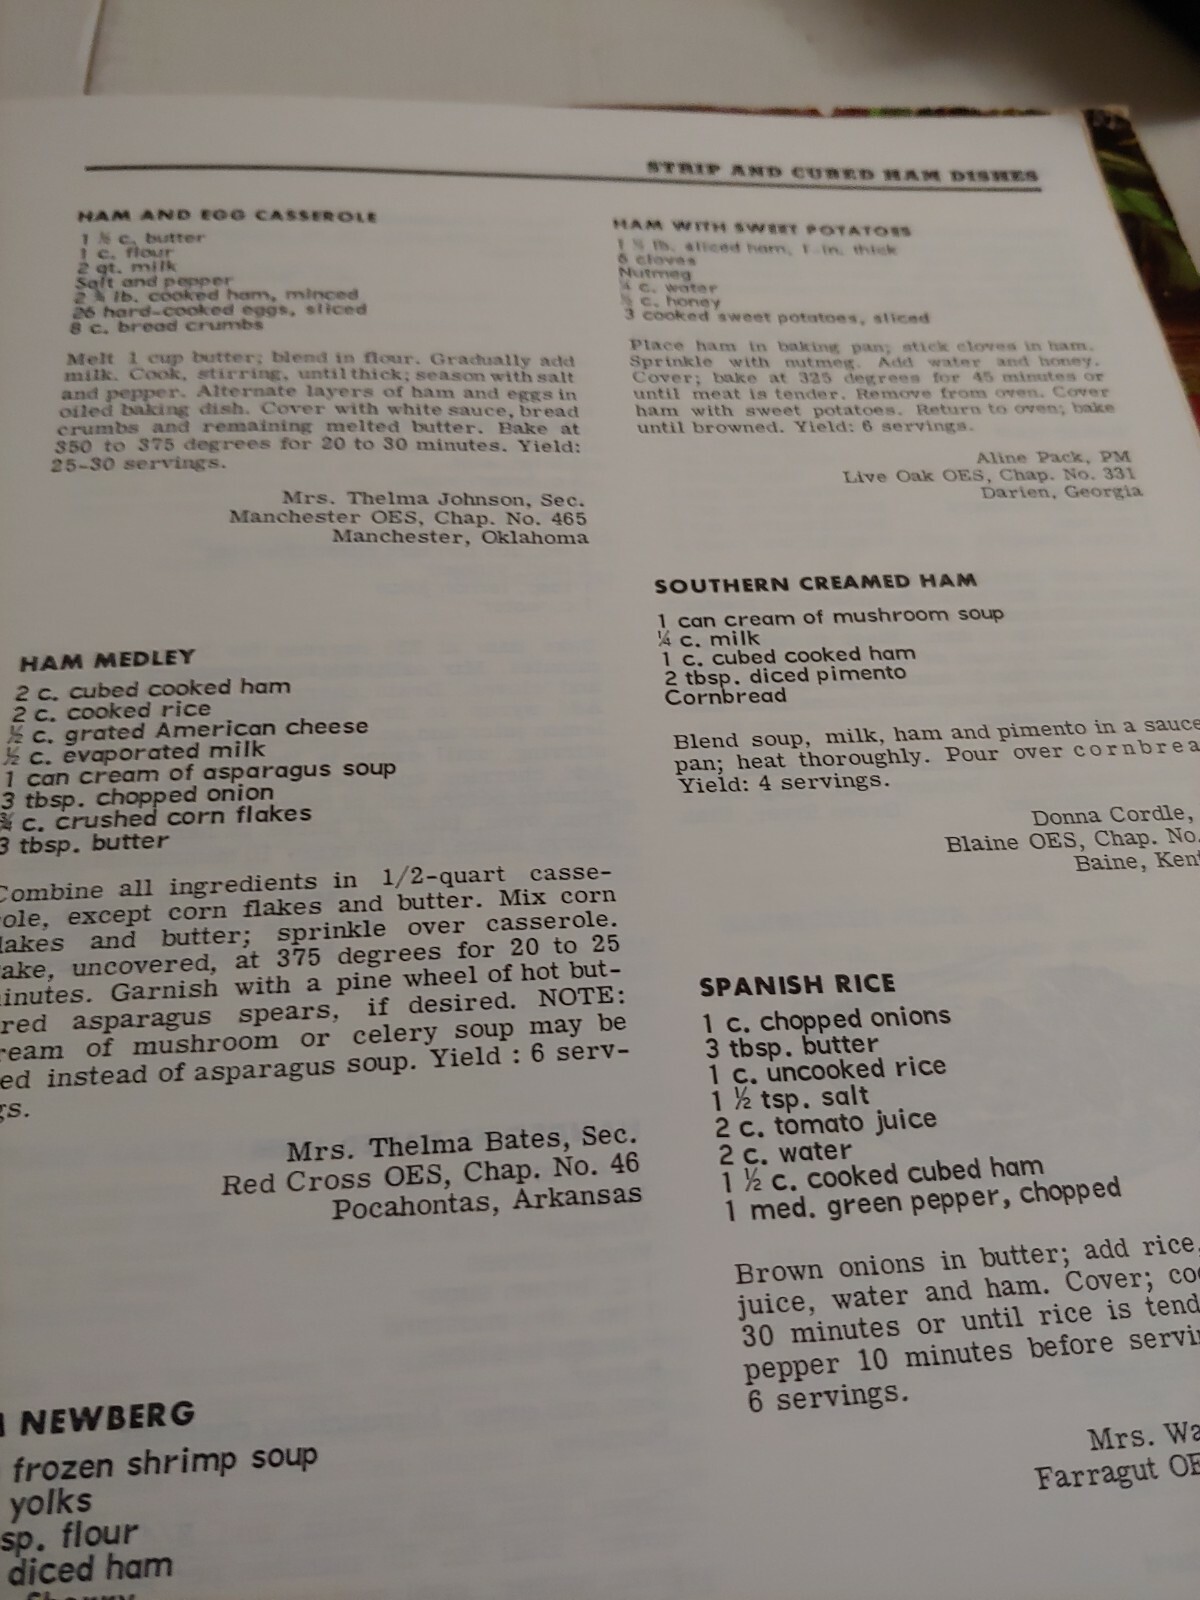 STRIP AND CUBED HAM DISHES
HAM AND EGG CASSEROLE
1 ½ c. butter
1 c. flour
2 qt. milk
Salt and pepper
2 ¾ lb. cooked ham, minced
26 hard-cooked eggs, sliced
8 c. bread crumbs
Melt 1 cup butter; blend in flour. Gradually add
milk. Cook, stirring, until thick; season with salt
and pepper. Alternate layers of ham and eggs in
oiled baking dish. Cover with white sauce, bread
crumbs and remaining melted butter. Bake at
350 to 375 degrees for 20 to 30 minutes. Yield:
25-30 servings.
Mrs. Thelma Johnson, Sec.
Manchester OES, Chap. No. 465
Manchester, Oklahoma
HAM MEDLEY
2 c. cubed cooked ham
2 c. cooked rice
½ c. grated American cheese
½ c. evaporated milk
1 can cream of asparagus soup
3 tbsp. chopped onion
¾ c. crushed corn flakes
3 tbsp. butter
Combine all ingredients in 1/2-quart casse-
ole, except corn flakes and butter. Mix corn
lakes and butter; sprinkle over casserole.
ake, uncovered, at 375 degrees for 20 to 25
inutes. Garnish with a pine wheel of hot but-
red asparagus spears, if desired. NOTE:
ream of mushroom or celery soup may be
ed instead of asparagus soup. Yield : 6 serv-
gs.
Mrs. Thelma Bates, Sec.
Red Cross OES, Chap. No. 46
Pocahontas, Arkansas
NEWBERG
frozen shrimp soup
yolks
sp. flour
diced ham
Sherry
HAM WITH SWEET POTATOES
1 ½ lb. sliced ham, 1 in. thick
6 cloves
Nutmeg
¼ c. water
½ c. honey
3 cooked sweet potatoes, sliced
Place ham in baking pan; stick cloves in ham.
Sprinkle with nutmeg. Add water and honey.
Cover; bake at 325 degrees for 45 minutes or
until meat is tender. Remove from oven. Cover
ham with sweet potatoes. Return to oven; bake
until browned. Yield: 6 servings.
Aline Pack, PM
Live Oak OES, Chap. No. 331
Darien, Georgia
SOUTHERN CREAMED HAM
1 can cream of mushroom soup
¼ c. milk
1 c. cubed cooked ham
2 tbsp. diced pimento
Cornbread
Blend soup, milk, ham and pimento in a sauce
pan; heat thoroughly. Pour over cornbrea
Yield: 4 servings.
Donna Cordle,
Blaine OES, Chap. No.
Baine, Kent
SPANISH RICE
1 c. chopped onions
3 tbsp. butter
1 c. uncooked rice
1 ½ tsp. salt
2 c. tomato juice
2 c. water
1 ½ c. cooked cubed ham
1 med. green pepper, chopped
Brown onions in butter; add rice,
juice, water and ham. Cover; coo
30 minutes or until rice is tend
pepper 10 minutes before servi
6 servings.
Mrs. Wa
Farragut OE